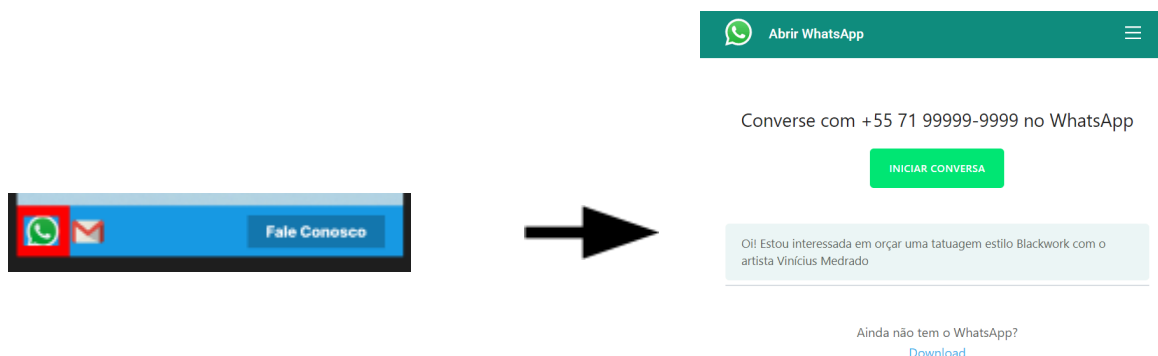 Fale Conosco
Abrir WhatsApp
Converse com +55 71 99999-9999 no WhatsApp
INICIAR CONVERSA
Oi! Estou interessada em orçar uma tatuagem estilo Blackwork com o
artista Vinícius Medrado
Ainda não tem o WhatsApp?
Download